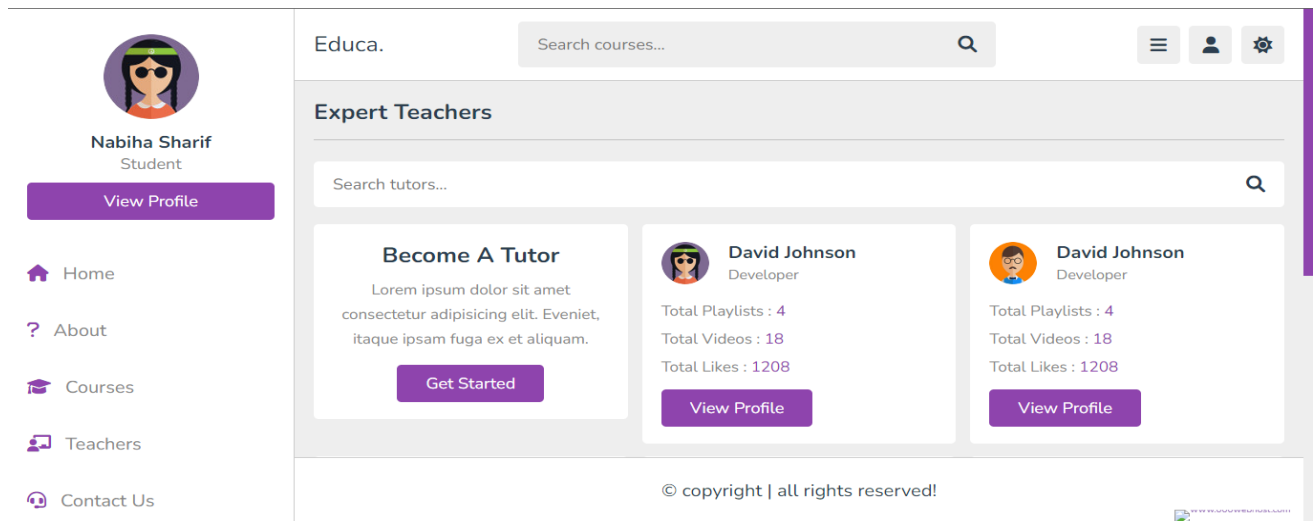 Nabiha Sharif
Student
View Profile
Home
? About
Courses
Teachers
Contact Us
Educa.
Search courses...
Expert Teachers
Search tutors...
Become A Tutor
Lorem ipsum dolor sit amet
consectetur adipisicing elit. Eveniet,
itaque ipsam fuga ex et aliquam.
Get Started
David Johnson
Developer
Total Playlists : 4
Total Videos : 18
Total Likes : 1208
View Profile
David Johnson
Developer
Total Playlists : 4
Total Videos : 18
Total Likes : 1208
View Profile
© copyright | all rights reserved!